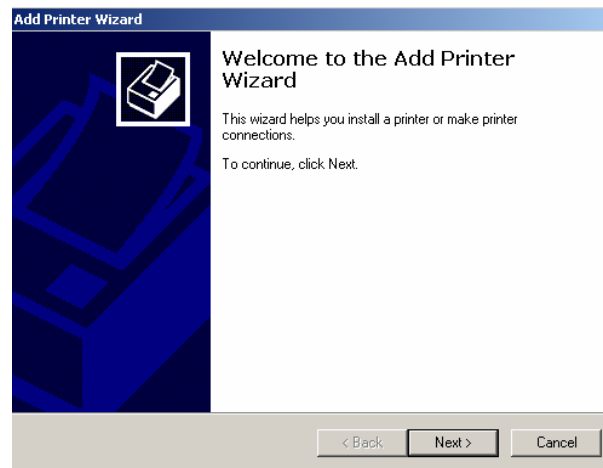 Add Printer Wizard
Welcome to the Add Printer
Wizard
This wizard helps you install a printer or make printer
connections.
To continue, click Next.
< Back
Next >
Cancel